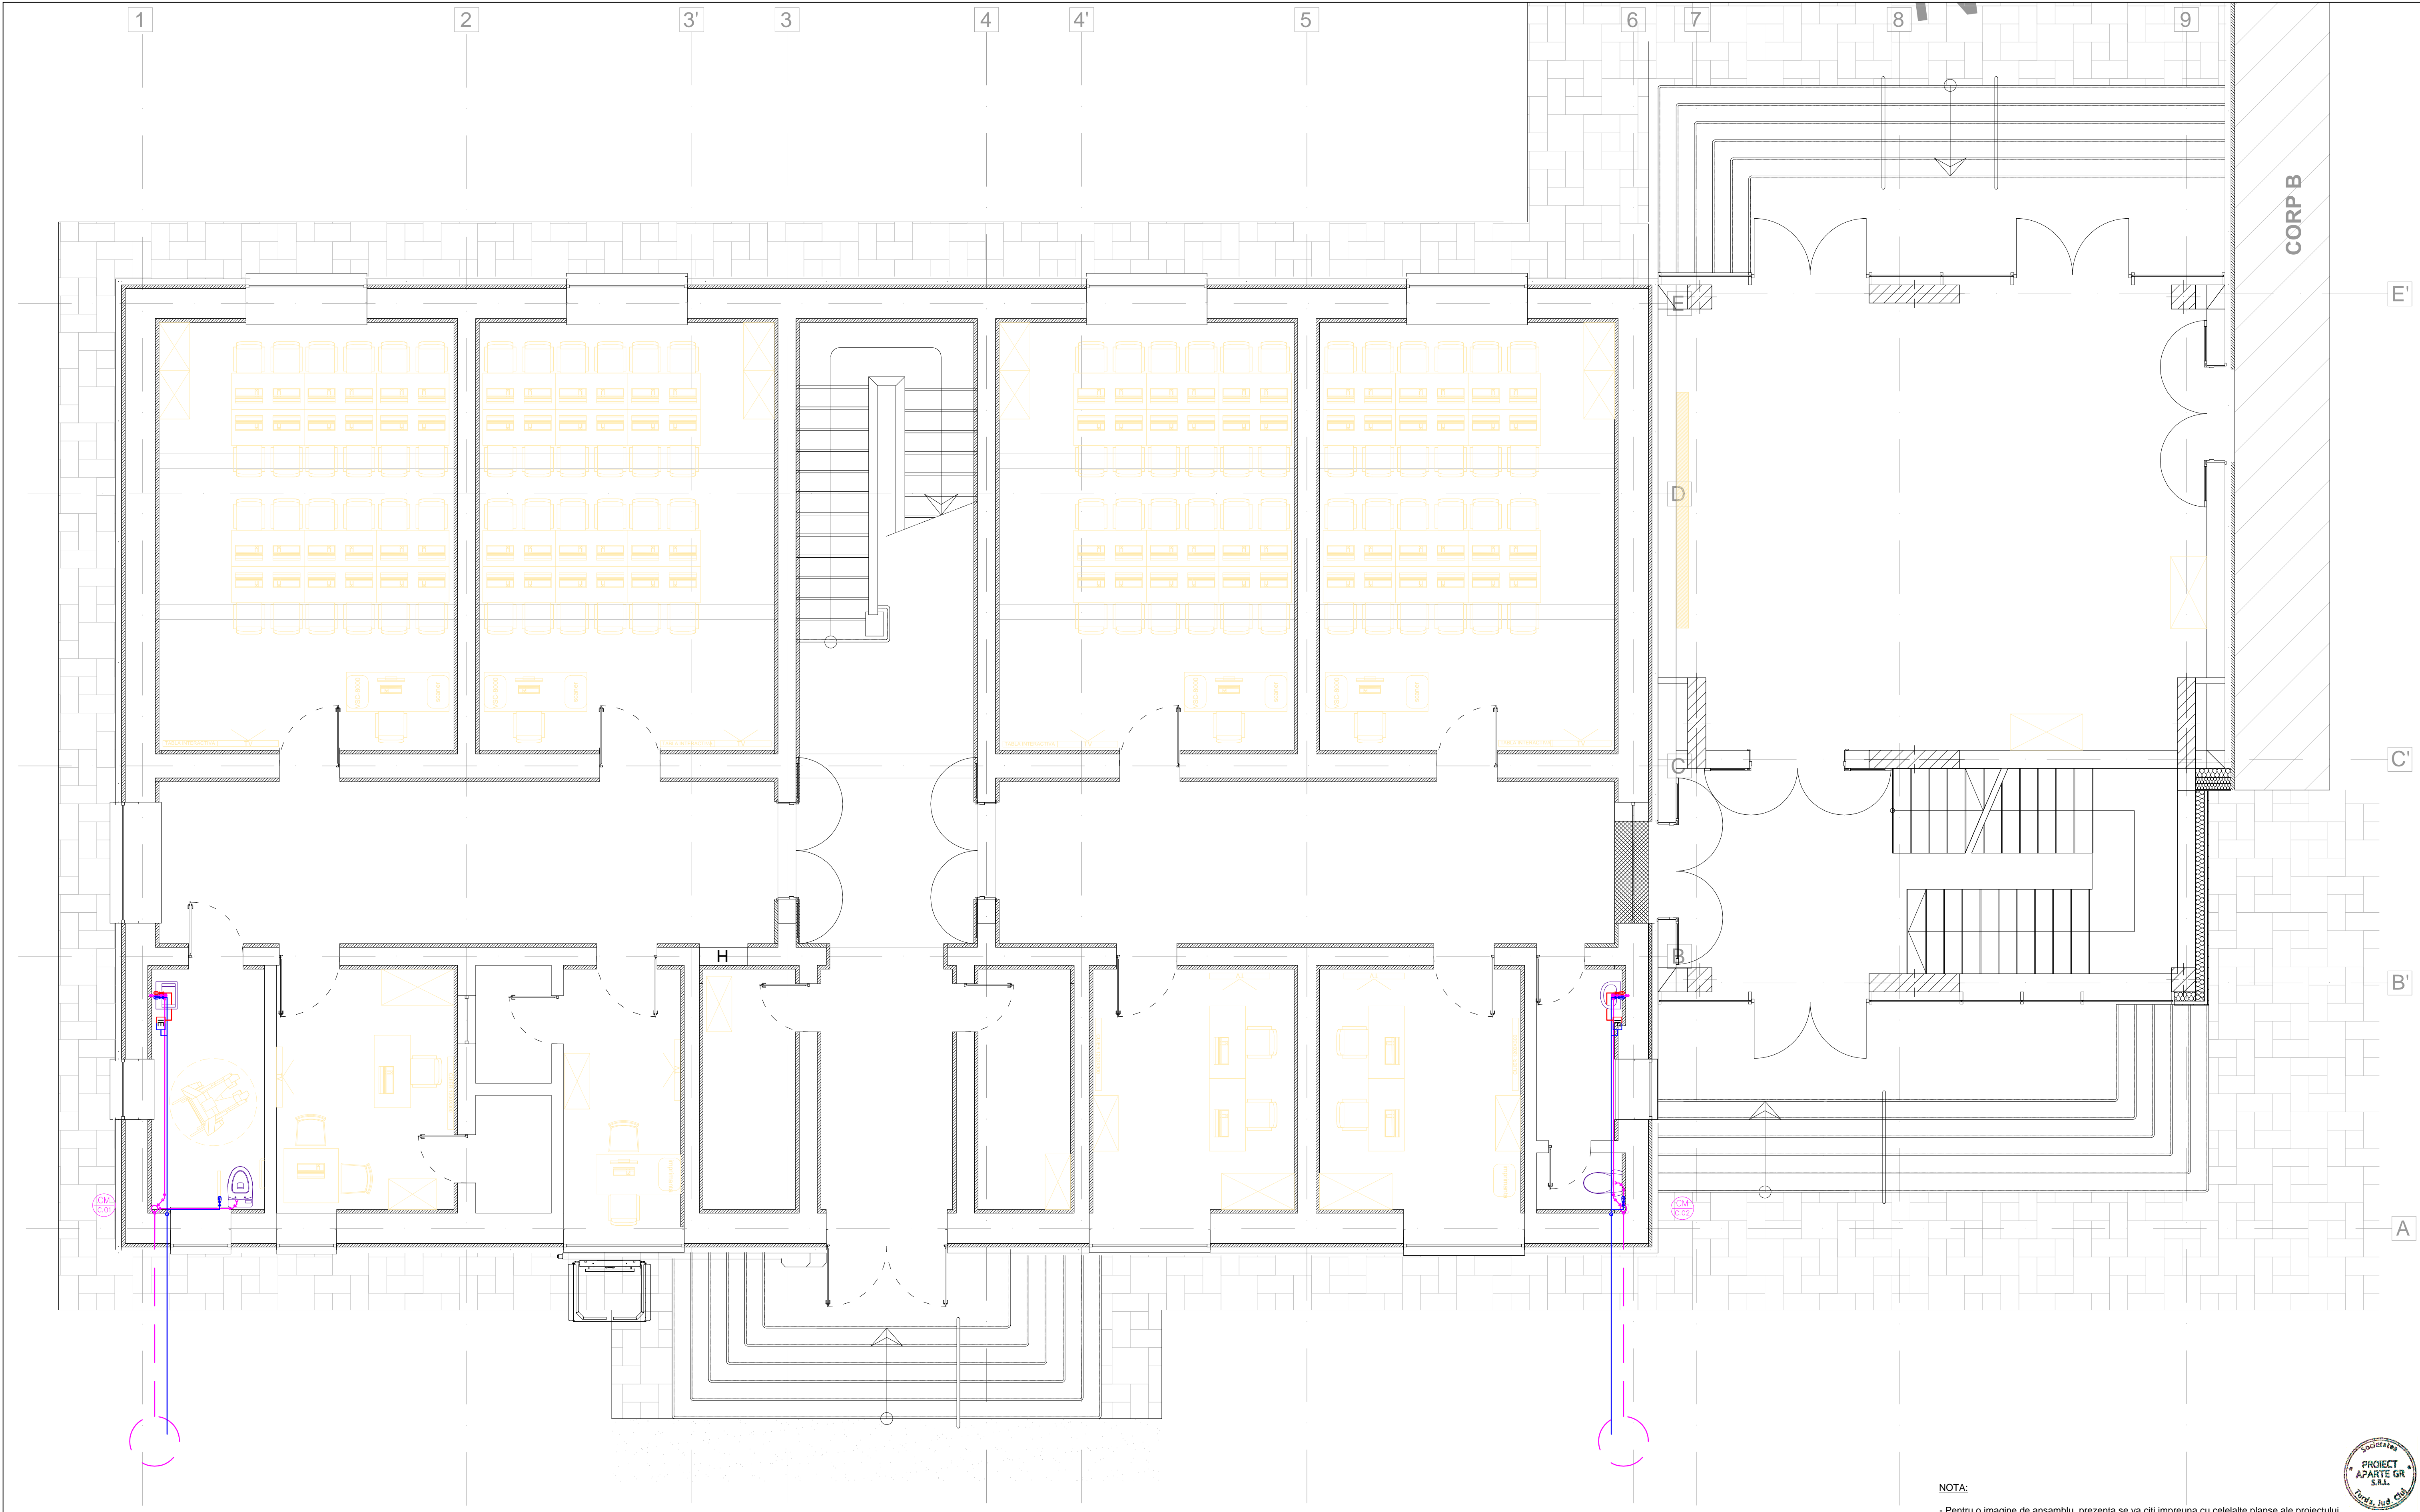 1 2 3' 3 4 4' 5 6 7 8 9
CORP B
E E'
D
C C'
B
H
B'
E E
CM
C.01
CM
C.02
A
Societatea
PROIECT
APARTE GR
S.R.L.
Turda, Jud. Cluj
NOTA:
- Pentru o imagine de ansamblu, prezenta se va citi impreuna cu celelalte planse ale proiectului